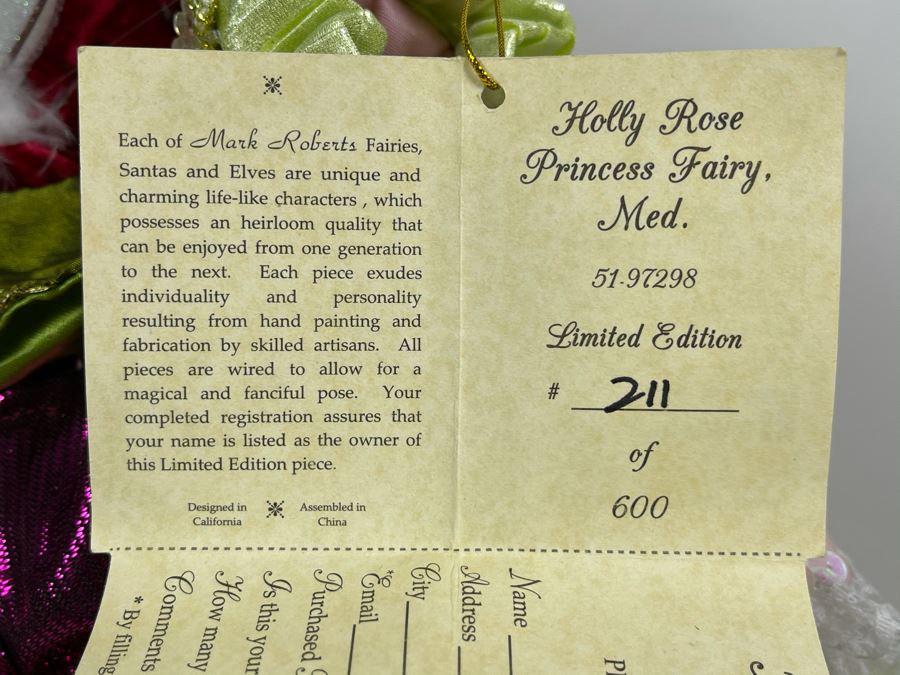 Each of Mark Roberts Fairies,
Santas and Elves are unique and
charming life-like characters , which
possesses an heirloom quality that
can be enjoyed from one generation
to the next. Each piece exudes
individuality and personality
resulting from hand painting and
fabrication by skilled artisans. All
pieces are wired to allow for a
magical and fanciful pose. Your
completed registration assures that
your name is listed as the owner of
this Limited Edition piece.
Designed in
California
Assembled in
China
Holly Rose
Princess Fairy,
Med.
51-97298
Limited Edition
# 211
of
600
Name
Address
City
*Email
Purchased
Is this your
How many
Comments
* By filling